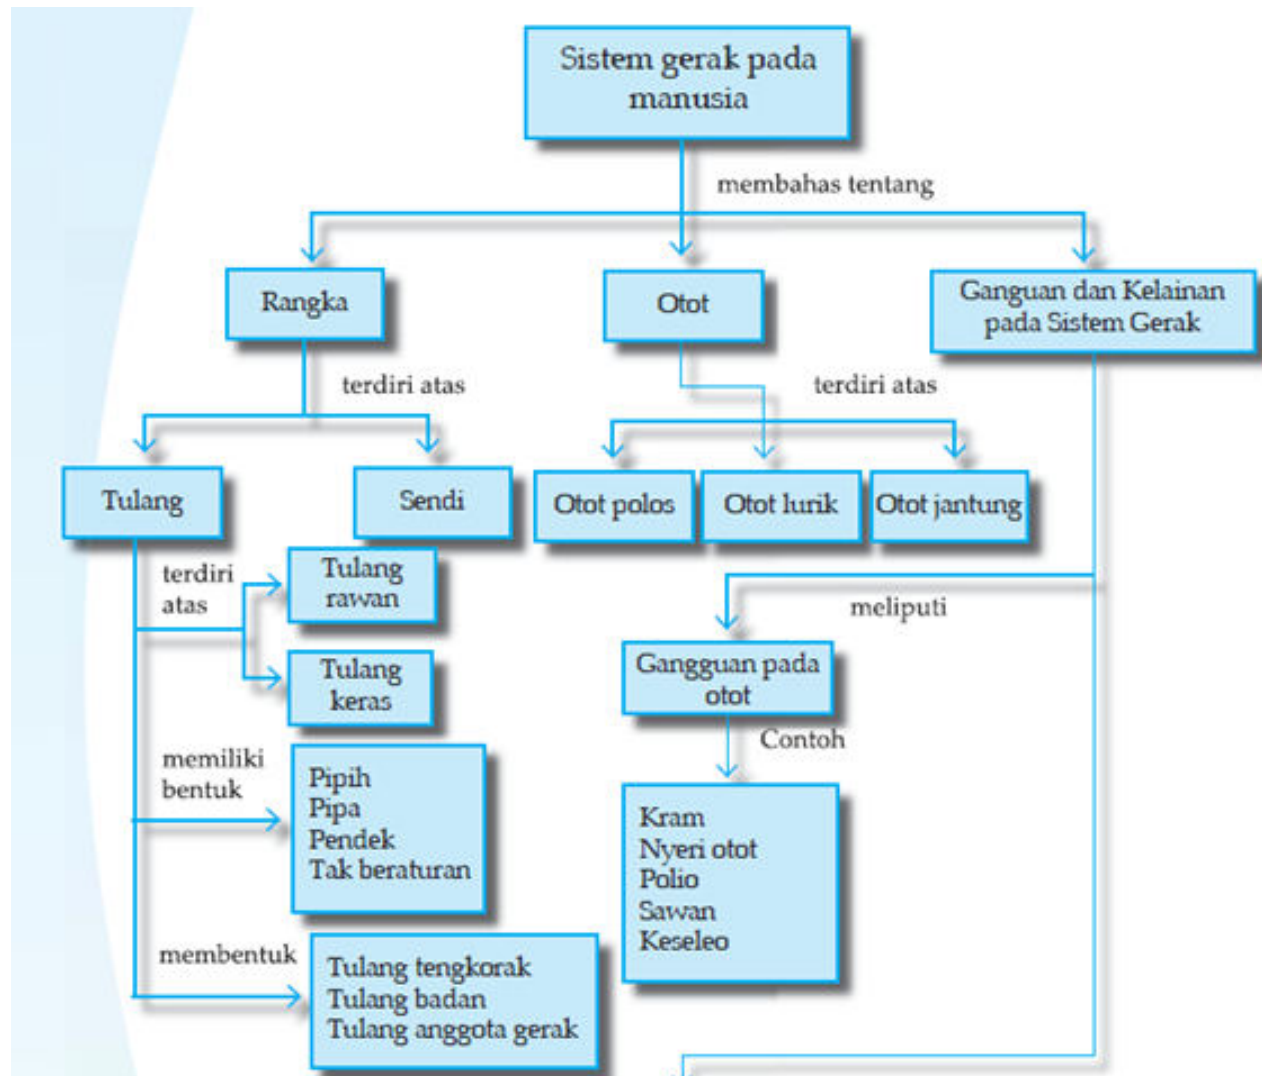 Sistem gerak pada
manusia
membahas tentang
Rangka
Otot
Ganguan dan Kelainan
pada Sistem Gerak
terdiri atas
terdiri atas
Tulang
Sendi
Otot polos
Otot lurik
Otot jantung
terdiri
atas
Tulang
rawan
Tulang
keras
meliputi
Gangguan pada
otot
Contoh
memiliki
bentuk
Pipih
Pipa
Pendek
Tak beraturan
Kram
Nyeri otot
Polio
Sawan
Keseleo
membentuk
Tulang tengkorak
Tulang badan
Tulang anggota gerak